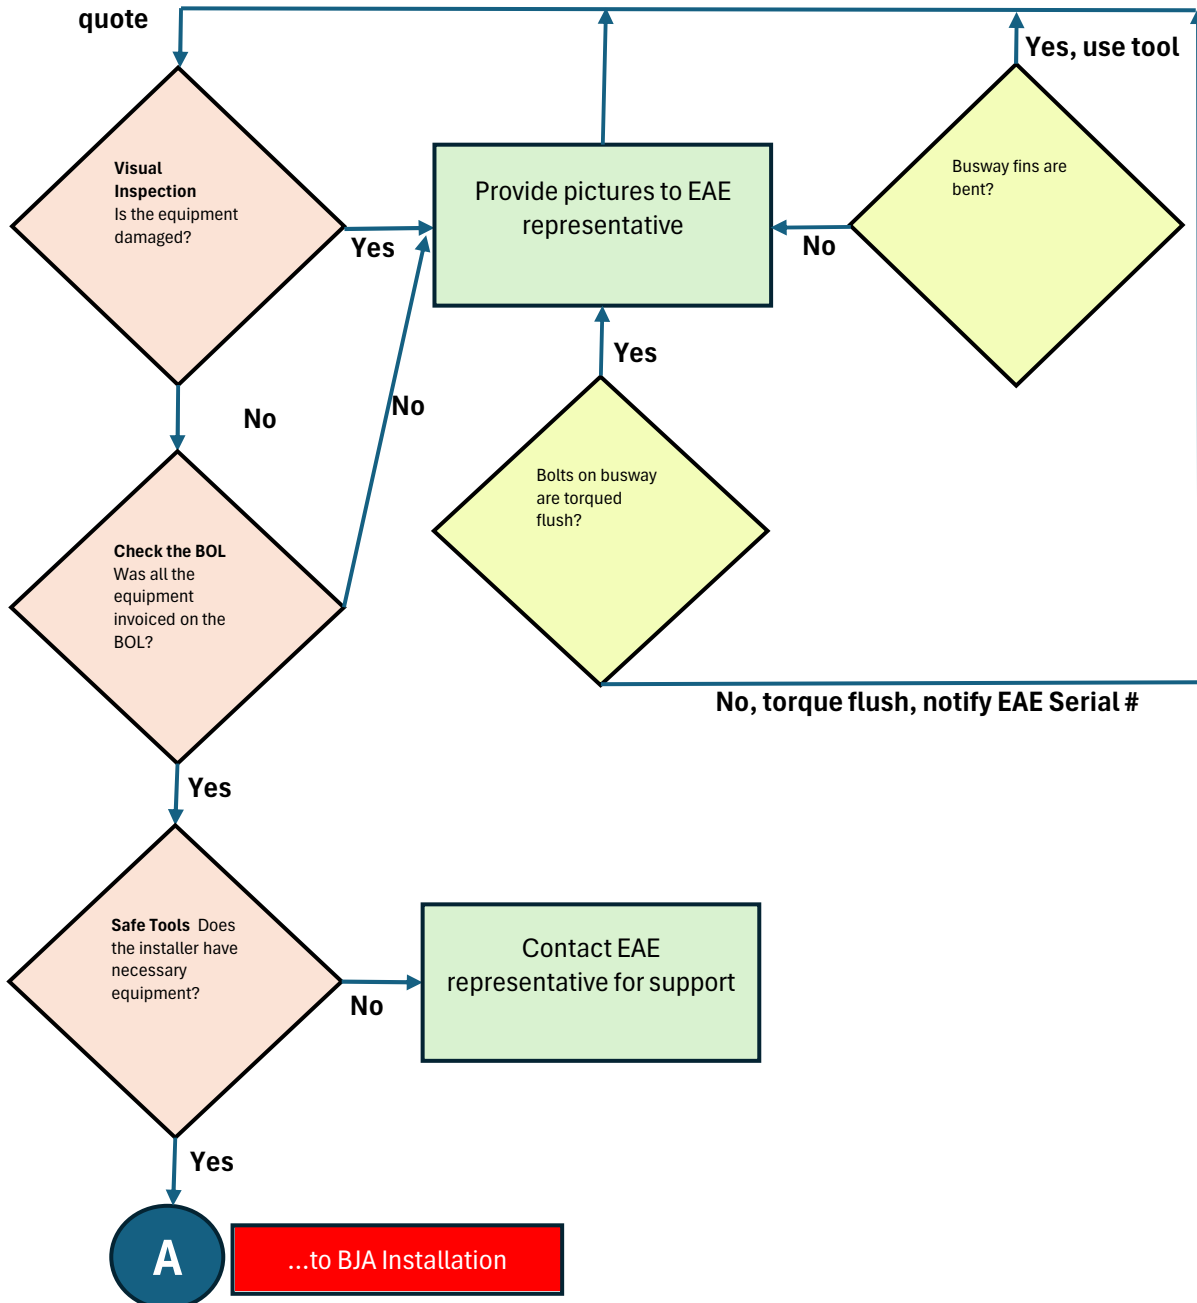 quote
Yes, use tool
Visual
Inspection
Is the equipment
damaged?
Yes
Provide pictures to EAE
representative
No
Busway fins are
bent?
No
No
Yes
Bolts on busway
are torqued
flush?
Check the BOL
Was all the
equipment
invoiced on the
BOL?
No, torque flush, notify EAE Serial #
Yes
Safe Tools Does
the installer have
necessary
equipment?
No
Contact EAE
representative for support
Yes
A
...to BJA Installation